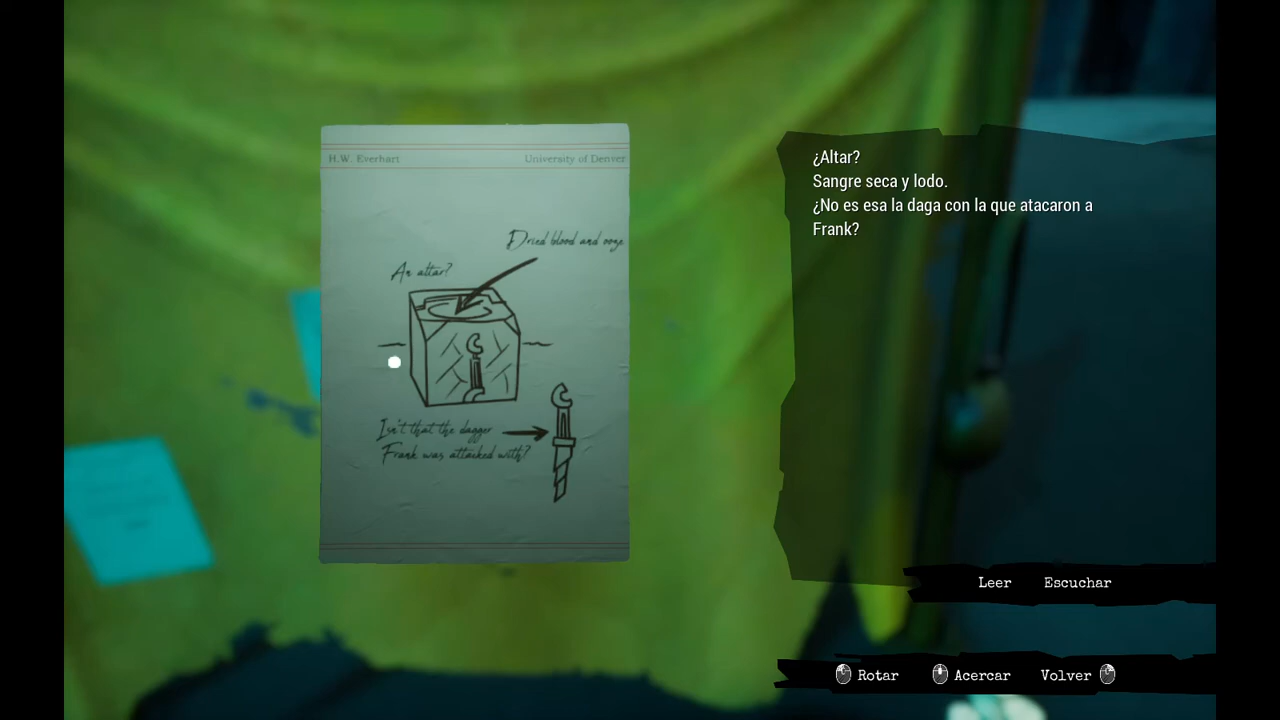 H.W. Everhart
University of Denver
Dried blood and ooze
An altar?
Isn't that the dagger
Frank was attacked with?
¿Altar?
Sangre seca y lodo.
¿No es esa la daga con la que atacaron a
Frank?
Leer
Escuchar
Rotar
Acercar
Volver